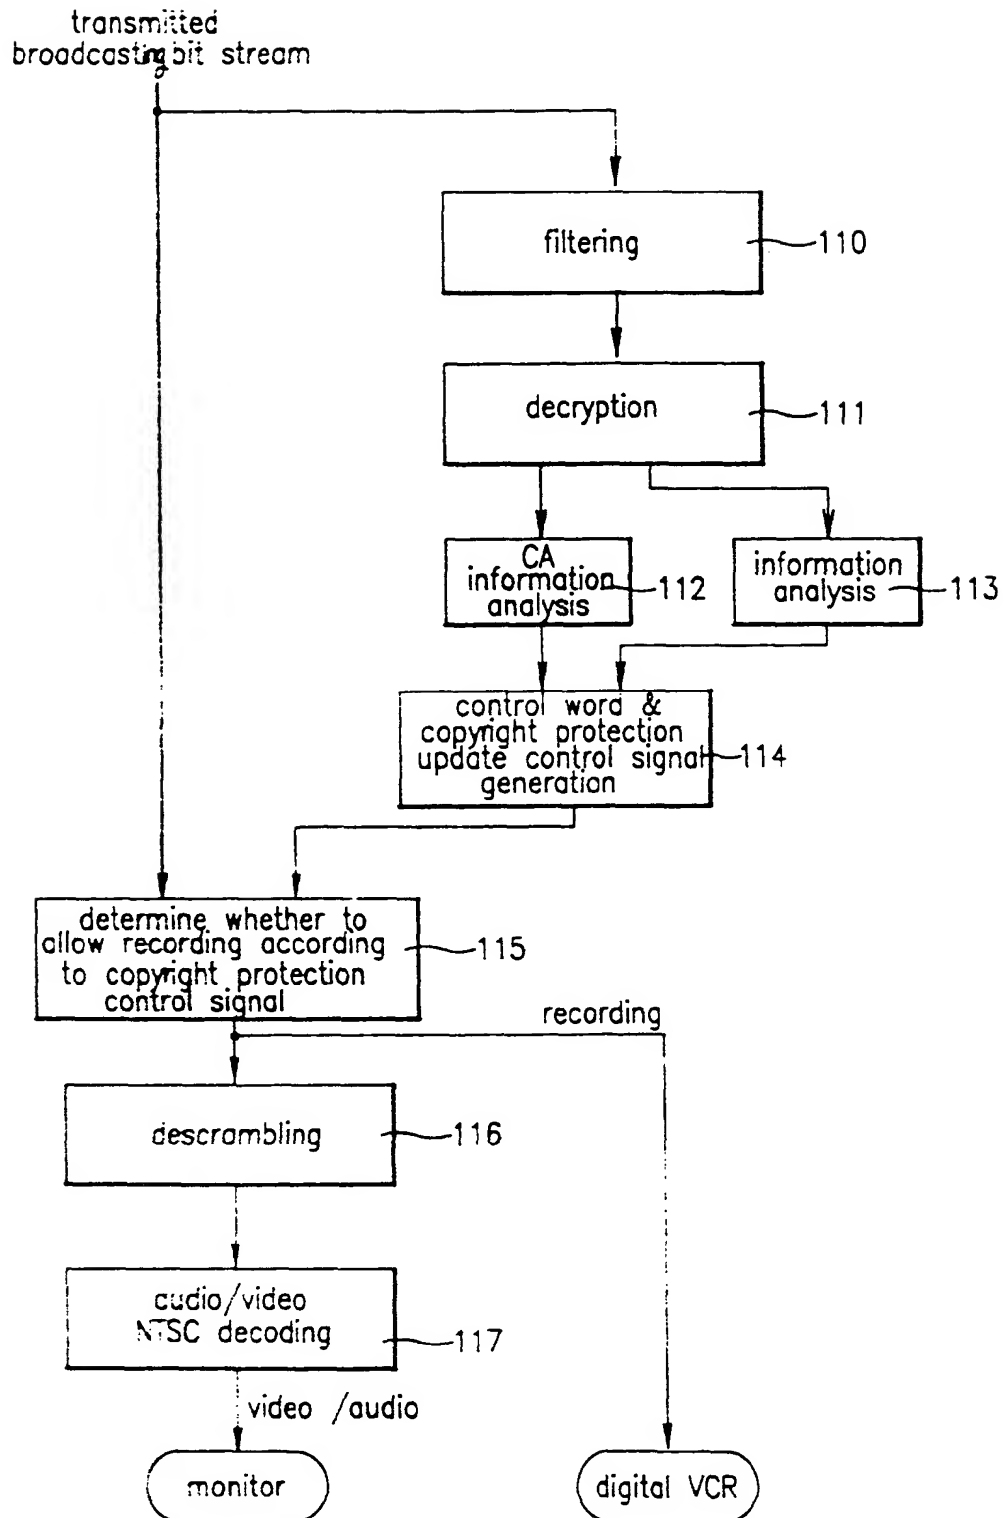 transmitted
broadcasting bit stream
filtering
110
decryption
111
CA
information
analysis
112
information
analysis
113
control word &
copyright protection
update control signal
generation
114
determine whether to
allow recording according
to copyright protection
control signal
115
recording
descrambling
116
audio/video
NTSC decoding
117
video /audio
monitor
digital VCR